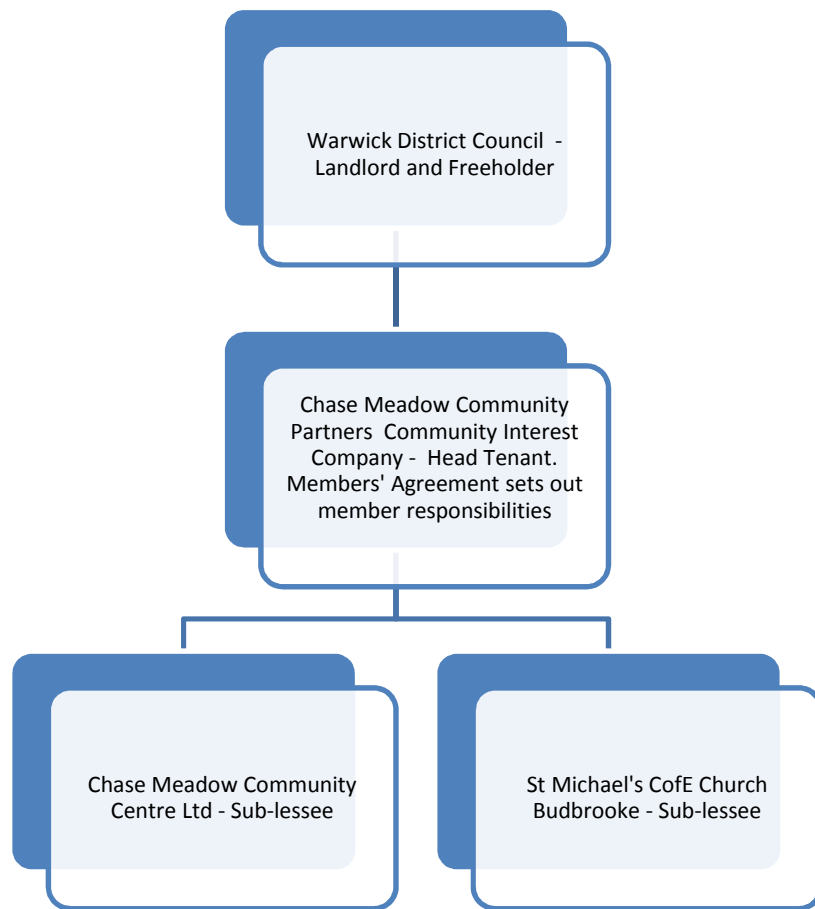 Warwick District Council  -
Landlord and Freeholder
Chase Meadow Community
Partners  Community Interest
Company -  Head Tenant.
Members' Agreement sets out
member responsibilities
Chase Meadow Community
Centre Ltd - Sub-lessee
St Michael's CofE Church
Budbrooke - Sub-lessee